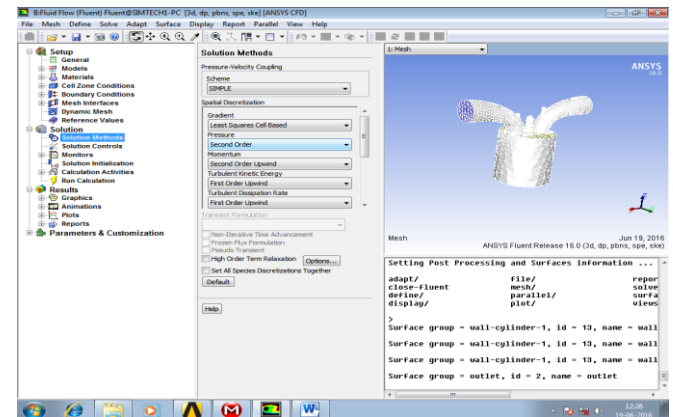 B:Fluid Flow (Fluent) Fluent@SIMTECH1-PC [3d, dp, pbns, spe, ske] [ANSYS CFD]
File Mesh Define Solve Adapt Surface Display Report Parallel View Help
Setup
General
Models
Materials
Cell Zone Conditions
Boundary Conditions
Mesh Interfaces
Dynamic Mesh
Reference Values
Solution
Solution Methods
Solution Controls
Monitors
Solution Initialization
Calculation Activities
Run Calculation
Results
Graphics
Animations
Plots
Reports
Parameters & Customization
Solution Methods
Pressure-Velocity Coupling
Scheme
SIMPLE
Spatial Discretization
Gradient
Least Squares Cell Based
Pressure
Second Order
Momentum
Second Order Upwind
Turbulent Kinetic Energy
First Order Upwind
Turbulent Dissipation Rate
First Order Upwind
Transient Formulation
Non-Iterative Time Advancement
Frozen Flux Formulation
Pseudo Transient
High Order Term Relaxation Options...
Set All Species Discretizations Together
Default
Help
1: Mesh
ANSYS
16.0
Mesh
Jun 19, 2016
ANSYS Fluent Release 16.0 (3d, dp, pbns, spe, ske)
Setting Post Processing and Surfaces information ...
adapt/ file/ repor
close-fluent mesh/ solve
define/ parallel/ surfa
display/ plot/ views
>
Surface group = wall-cylinder-1, id = 13, name = wall
Surface group = wall-cylinder-1, id = 13, name = wall
Surface group = wall-cylinder-1, id = 13, name = wall
Surface group = outlet, id = 2, name = outlet
12:26
19-06-2016